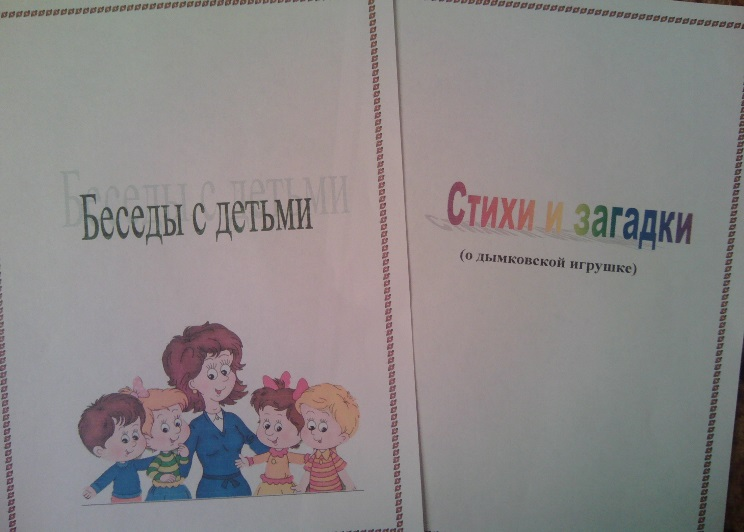 Беседы с детьми
Стихи и загадки
(о дымковской игрушке)